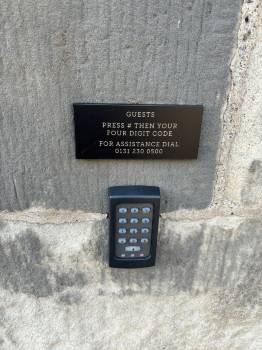 GUESTS
PRESS # THEN YOUR
FOUR DIGIT CODE
FOR ASSISTANCE DIAL
0131 230 0500